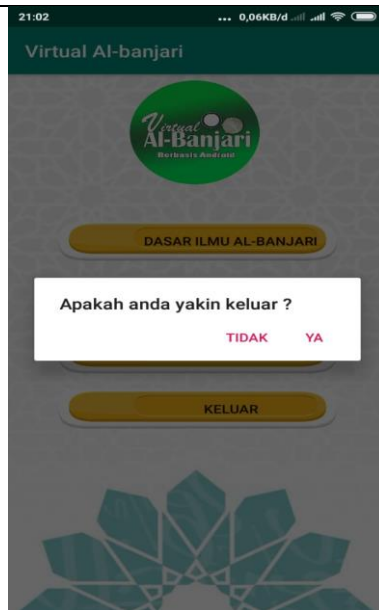 21:02 ... 0,06KB/d
Virtual Al-banjari
Virtual
Al-Banjari
Berbasis Android
DASAR ILMU AL-BANJARI
Apakah anda yakin keluar ?
TIDAK YA
KELUAR